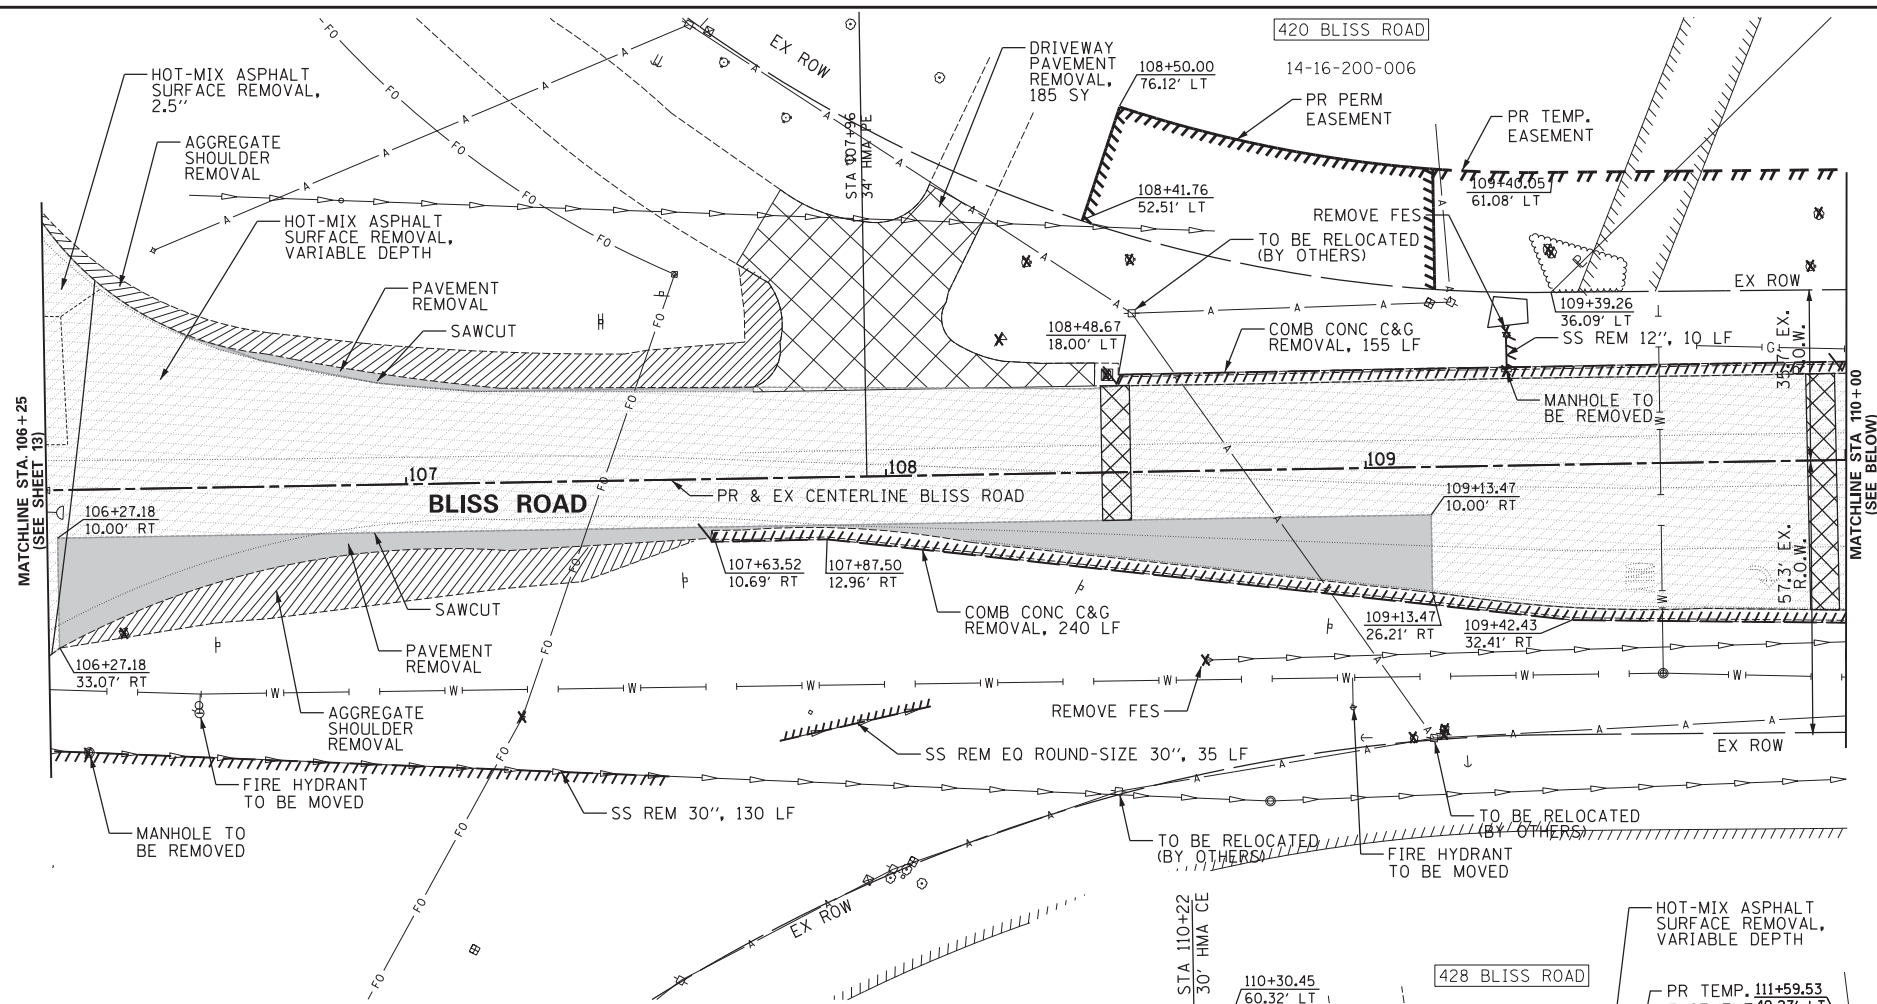 420 BLISS ROAD
14-16-200-006
HOT-MIX ASPHALT
SURFACE REMOVAL,
2.5"
AGGREGATE
SHOULDER
REMOVAL
HOT-MIX ASPHALT
SURFACE REMOVAL,
VARIABLE DEPTH
PAVEMENT
REMOVAL
SAWCUT
EX ROW
STA 107+96
34' HMA PE
DRIVEWAY
PAVEMENT
REMOVAL,
185 SY
108+50.00
76.12' LT
PR PERM
EASEMENT
PR TEMP.
EASEMENT
108+41.76
52.51' LT
109+40.05
61.08' LT
REMOVE FES
TO BE RELOCATED
(BY OTHERS)
EX ROW
109+39.26
36.09' LT
108+48.67
18.00' LT
COMB CONC C&G
REMOVAL, 155 LF
SS REM 12", 10 LF
35.7' EX.
R.O.W.
MANHOLE TO
BE REMOVED
MATCHLINE STA. 106+25
(SEE SHEET 13)
MATCHLINE STA 110+00
(SEE BELOW)
107
108
109
BLISS ROAD
PR & EX CENTERLINE BLISS ROAD
106+27.18
10.00' RT
109+13.47
10.00' RT
57.3' EX.
R.O.W.
107+63.52
10.69' RT
107+87.50
12.96' RT
SAWCUT
COMB CONC C&G
REMOVAL, 240 LF
109+13.47
26.21' RT
109+42.43
32.41' RT
PAVEMENT
REMOVAL
106+27.18
33.07' RT
AGGREGATE
SHOULDER
REMOVAL
REMOVE FES
SS REM EQ ROUND-SIZE 30", 35 LF
EX ROW
FIRE HYDRANT
TO BE MOVED
SS REM 30", 130 LF
MANHOLE TO
BE REMOVED
TO BE RELOCATED
(BY OTHERS)
TO BE RELOCATED
(BY OTHERS)
FIRE HYDRANT
TO BE MOVED
EX ROW
STA 110+22
30' HMA CE
110+30.45
60.32' LT
428 BLISS ROAD
HOT-MIX ASPHALT
SURFACE REMOVAL,
VARIABLE DEPTH
PR TEMP.
111+59.53